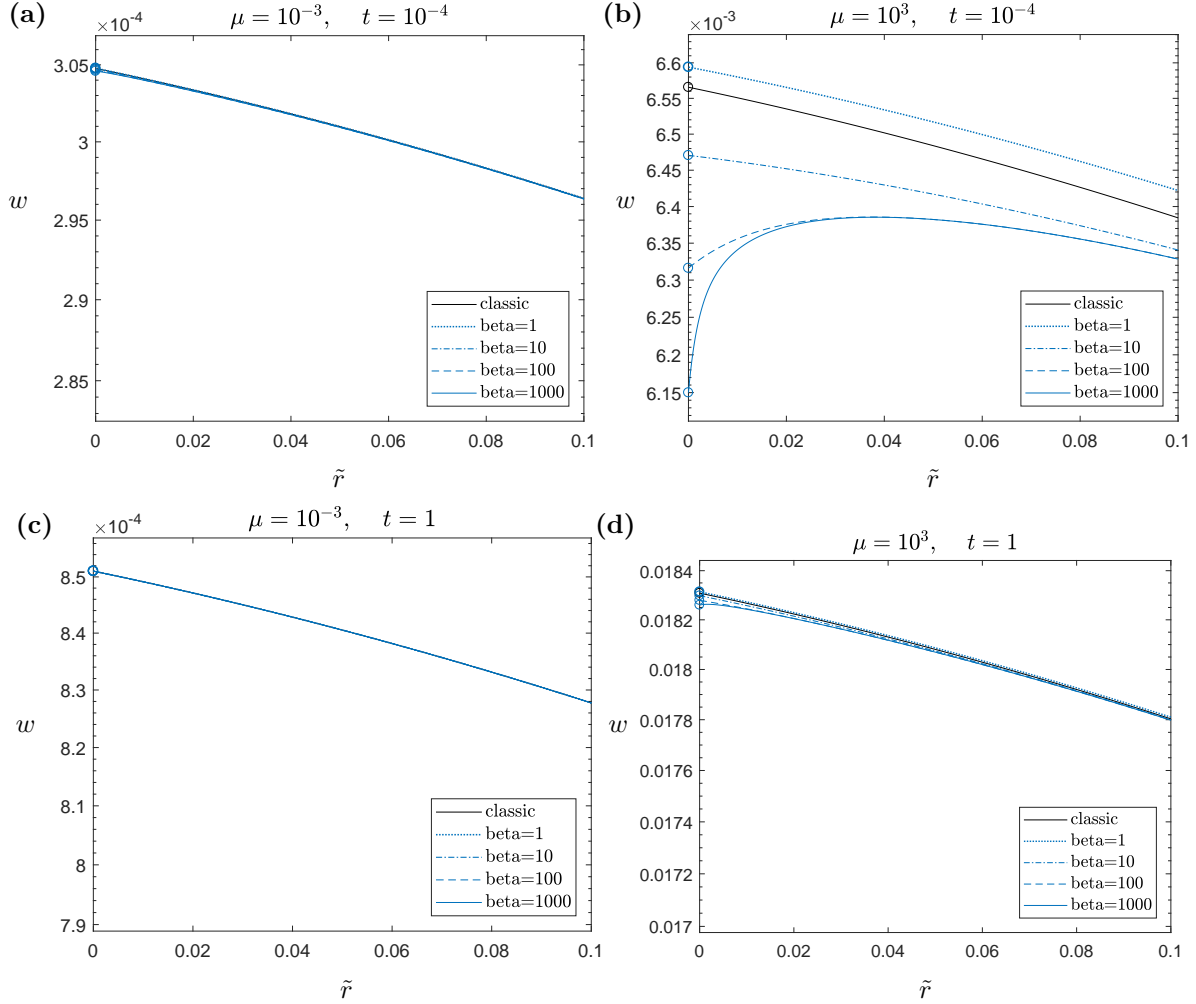 (a)
μ = 10⁻³, t = 10⁻⁴
×10⁻⁴
3.05
3
2.95
2.9
2.85
w
0 0.02 0.04 0.06 0.08 0.1
r̃
classic
beta=1
beta=10
beta=100
beta=1000
(b)
μ = 10³, t = 10⁻⁴
×10⁻³
6.6
6.55
6.5
6.45
6.4
6.35
6.3
6.25
6.2
6.15
w
0 0.02 0.04 0.06 0.08 0.1
r̃
classic
beta=1
beta=10
beta=100
beta=1000
(c)
μ = 10⁻³, t = 1
×10⁻⁴
8.5
8.4
8.3
8.2
8.1
8
7.9
w
0 0.02 0.04 0.06 0.08 0.1
r̃
classic
beta=1
beta=10
beta=100
beta=1000
(d)
μ = 10³, t = 1
0.0184
0.0182
0.018
0.0178
0.0176
0.0174
0.0172
0.017
w
0 0.02 0.04 0.06 0.08 0.1
r̃
classic
beta=1
beta=10
beta=100
beta=1000